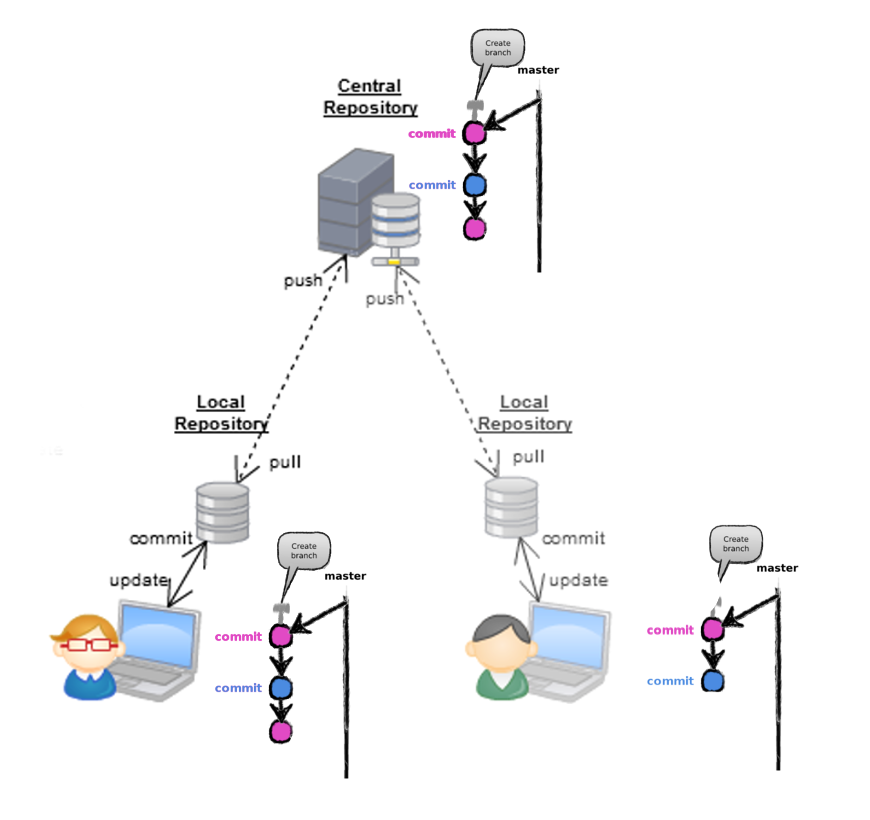 Create
branch
master
Central
Repository
commit
commit
push
push
Local
Repository
Local
Repository
pull
pull
commit
commit
update
update
Create
branch
master
commit
commit
Create
branch
master
commit
commit